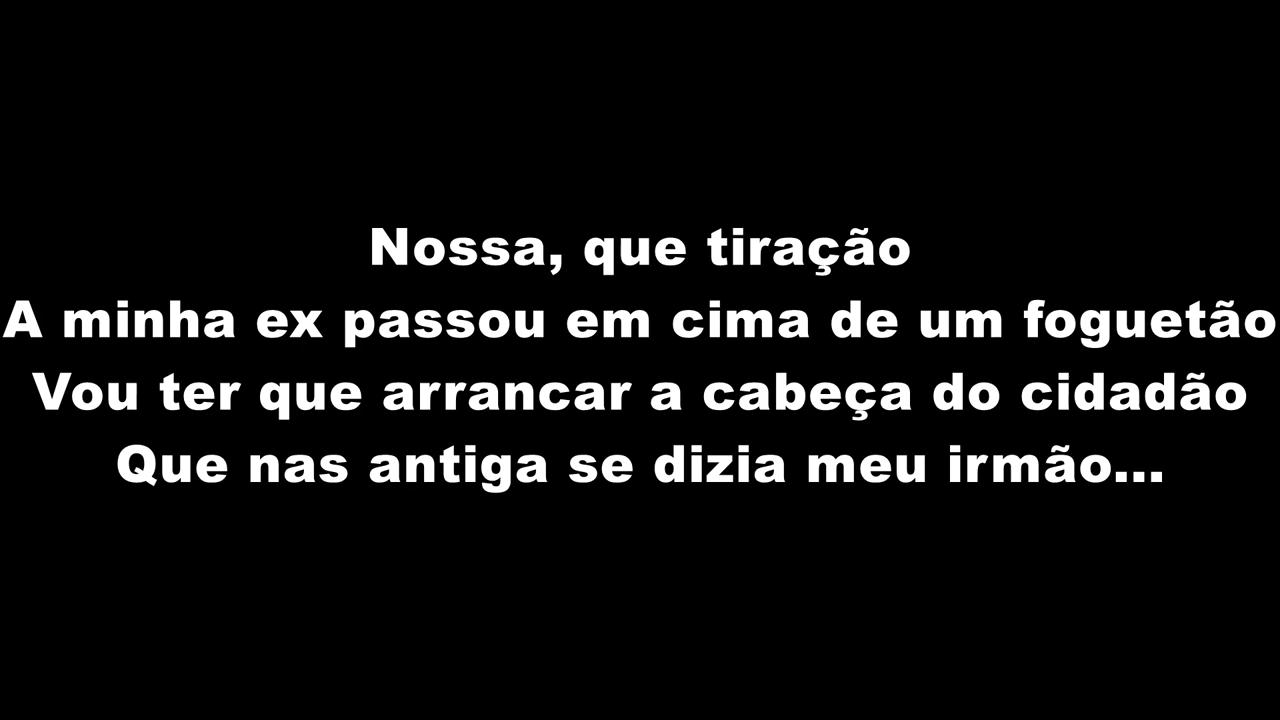 Nossa, que tiração
A minha ex passou em cima de um foguetão
Vou ter que arrancar a cabeça do cidadão
Que nas antiga se dizia meu irmão...